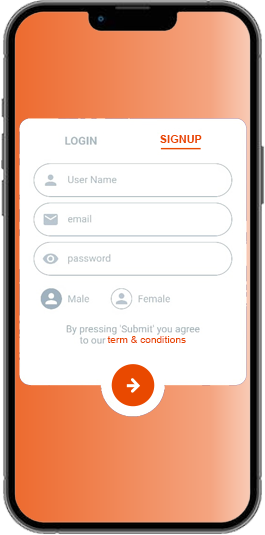 LOGIN SIGNUP
User Name
email
password
Male Female
By pressing 'Submit' you agree
to our term & conditions